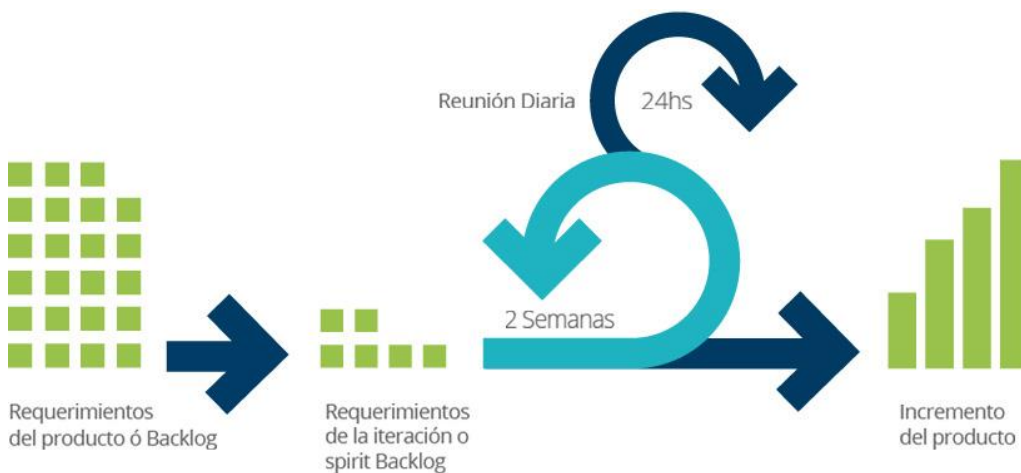 Reunión Diaria
24hs
2 Semanas
Requerimientos
del producto ó Backlog
Requerimientos
de la iteración o
spirit Backlog
Incremento
del producto